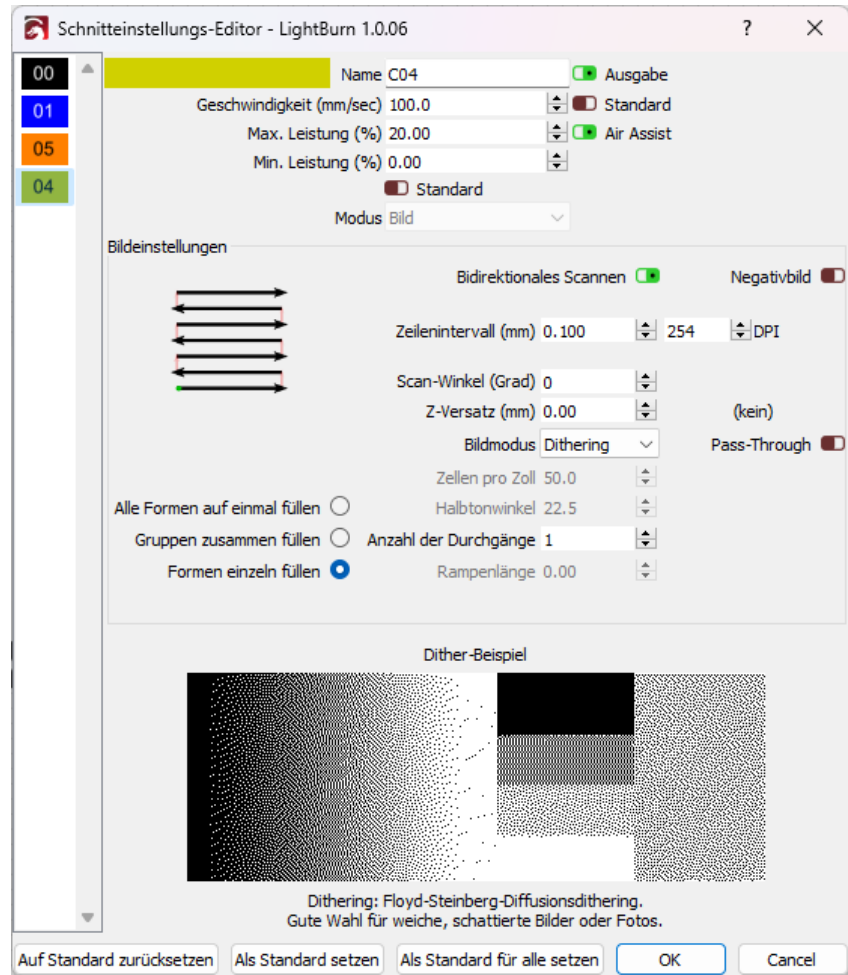 Schnitteinstellungs-Editor - LightBurn 1.0.06 ? X
00
01
05
04
Name C04 Ausgabe
Geschwindigkeit (mm/sec) 100.0 Standard
Max. Leistung (%) 20.00 Air Assist
Min. Leistung (%) 0.00
Standard
Modus Bild
Bildeinstellungen
Bidirektionales Scannen Negativbild
Zeilenintervall (mm) 0.100 254 DPI
Scan-Winkel (Grad) 0
Z-Versatz (mm) 0.00 (kein)
Bildmodus Dithering Pass-Through
Zellen pro Zoll 50.0
Alle Formen auf einmal füllen Halbtonwinkel 22.5
Gruppen zusammen füllen Anzahl der Durchgänge 1
Formen einzeln füllen Rampenlänge 0.00
Dither-Beispiel
Dithering: Floyd-Steinberg-Diffusionsdithering.
Gute Wahl für weiche, schattierte Bilder oder Fotos.
Auf Standard zurücksetzen Als Standard setzen Als Standard für alle setzen OK Cancel